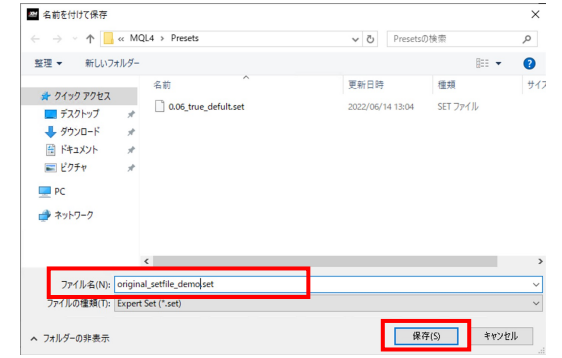 名前を付けて保存
« MQL4 › Presets
Presetsの検索
整理 新しいフォルダー
名前 更新日時 種類 サイズ
クイック アクセス
0.06_true_defult.set 2022/06/14 13:04 SET ファイル
デスクトップ
ダウンロード
ドキュメント
ピクチャ
PC
ネットワーク
ファイル名(N): original_setfile_demo.set
ファイルの種類(T): Expert Set (*.set)
フォルダーの非表示
保存(S) キャンセル